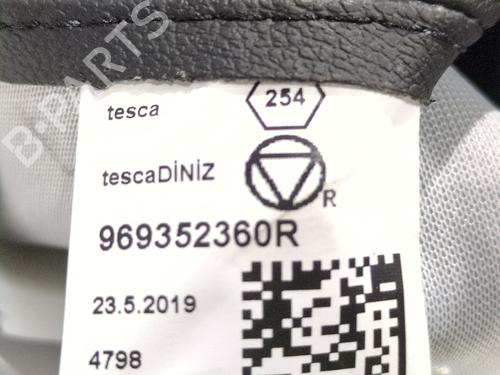 B-PARTS
tesca
254
tescaDİNİZ
R
969352360R
23.5.2019
4798